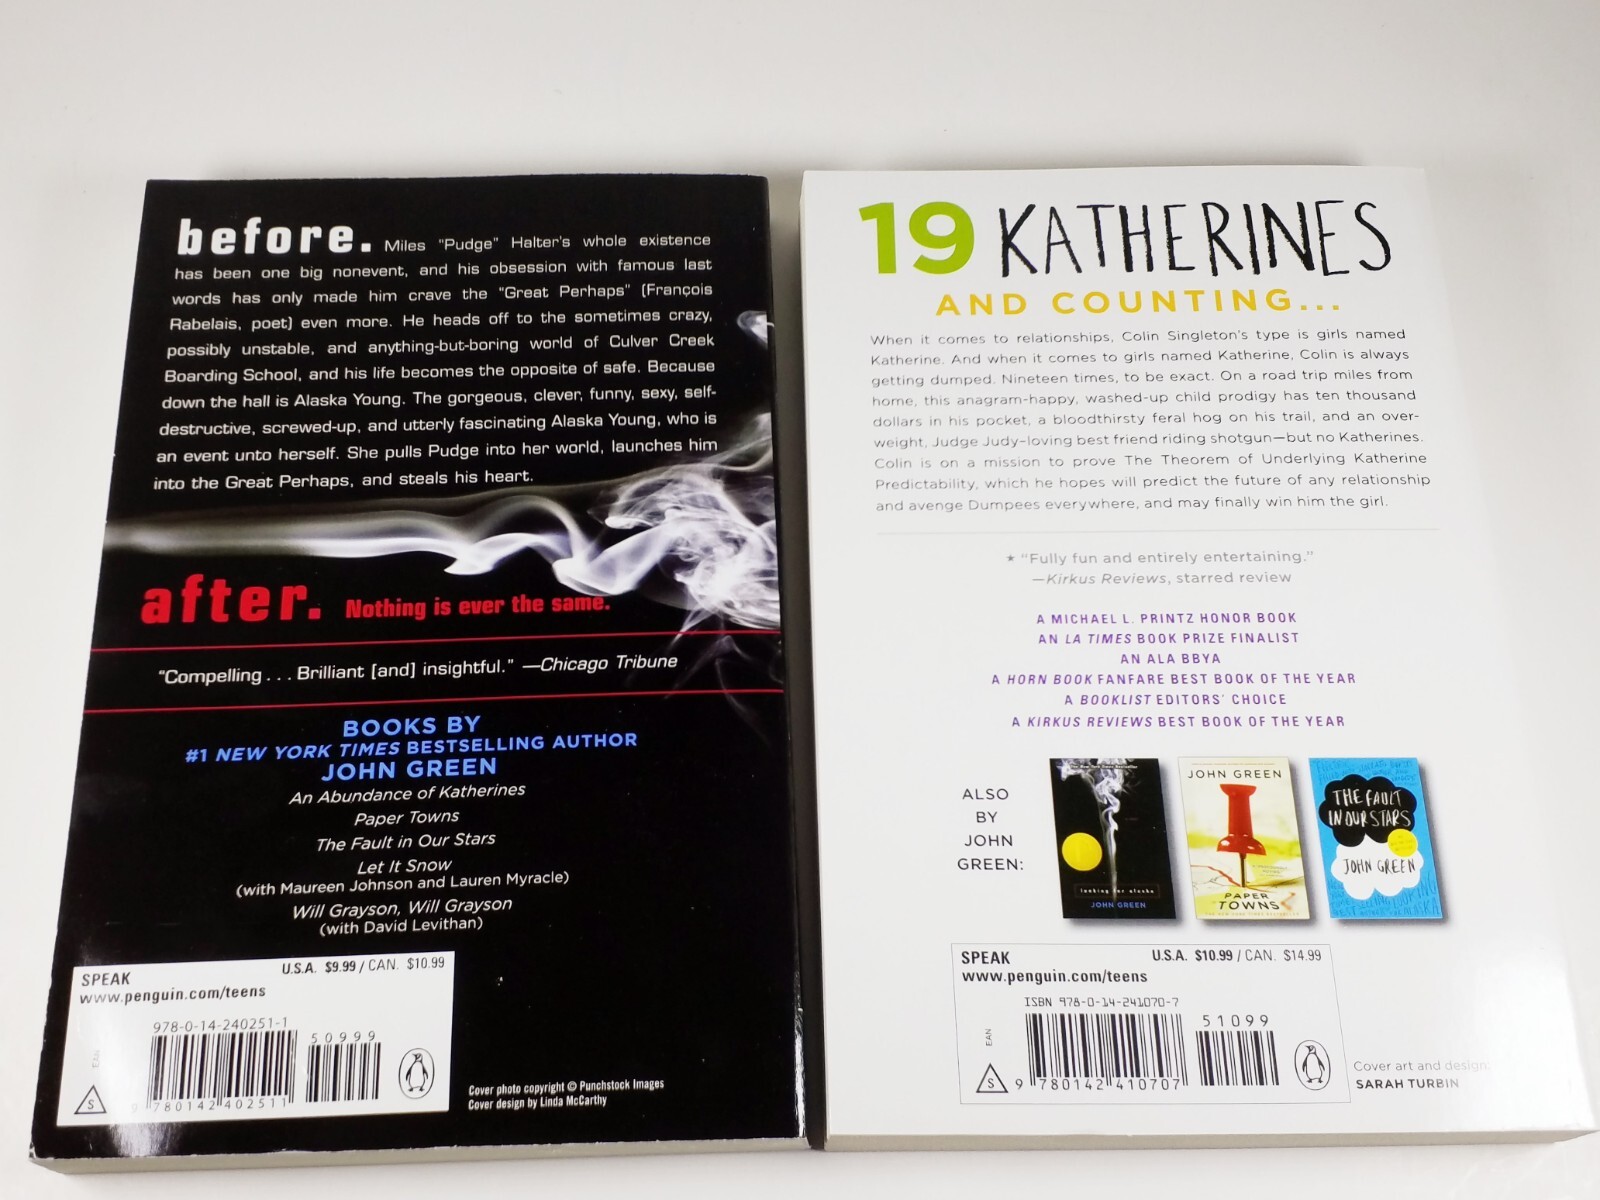 before. Miles "Pudge" Halter's whole existence
has been one big nonevent, and his obsession with famous last
words has only made him crave the "Great Perhaps" (François
Rabelais, poet) even more. He heads off to the sometimes crazy,
possibly unstable, and anything-but-boring world of Culver Creek
Boarding School, and his life becomes the opposite of safe. Because
down the hall is Alaska Young. The gorgeous, clever, funny, sexy, self-
destructive, screwed-up, and utterly fascinating Alaska Young, who is
an event unto herself. She pulls Pudge into her world, launches him
into the Great Perhaps, and steals his heart.
after. Nothing is ever the same.
"Compelling . . . Brilliant [and] insightful." —Chicago Tribune
BOOKS BY
#1 NEW YORK TIMES BESTSELLING AUTHOR
JOHN GREEN
An Abundance of Katherines
Paper Towns
The Fault in Our Stars
Let It Snow
(with Maureen Johnson and Lauren Myracle)
Will Grayson, Will Grayson
(with David Levithan)
SPEAK U.S.A. $9.99 / CAN. $10.99
www.penguin.com/teens
978-0-14-240251-1
50999
EAN
S
9 780142 402511
Cover photo copyright © Punchstock Images
Cover design by Linda McCarthy
19 KATHERINES
AND COUNTING...
When it comes to relationships, Colin Singleton's type is girls named
Katherine. And when it comes to girls named Katherine, Colin is always
getting dumped. Nineteen times, to be exact. On a road trip miles from
home, this anagram-happy, washed-up child prodigy has ten thousand
dollars in his pocket, a bloodthirsty feral hog on his trail, and an over-
weight, Judge Judy–loving best friend riding shotgun—but no Katherines.
Colin is on a mission to prove The Theorem of Underlying Katherine
Predictability, which he hopes will predict the future of any relationship
and avenge Dumpees everywhere, and may finally win him the girl.
★ "Fully fun and entirely entertaining."
—Kirkus Reviews, starred review
A MICHAEL L. PRINTZ HONOR BOOK
AN LA TIMES BOOK PRIZE FINALIST
AN ALA BBYA
A HORN BOOK FANFARE BEST BOOK OF THE YEAR
A BOOKLIST EDITORS' CHOICE
A KIRKUS REVIEWS BEST BOOK OF THE YEAR
ALSO
BY
JOHN
GREEN:
looking for alaska
JOHN GREEN
JOHN GREEN
PAPER
TOWNS
THE FAULT
IN OUR STARS
JOHN GREEN
SPEAK U.S.A. $10.99 / CAN. $14.99
www.penguin.com/teens
ISBN 978-0-14-241070-7
51099
EAN
S
9 780142 410707
Cover art and design
SARAH TURBIN